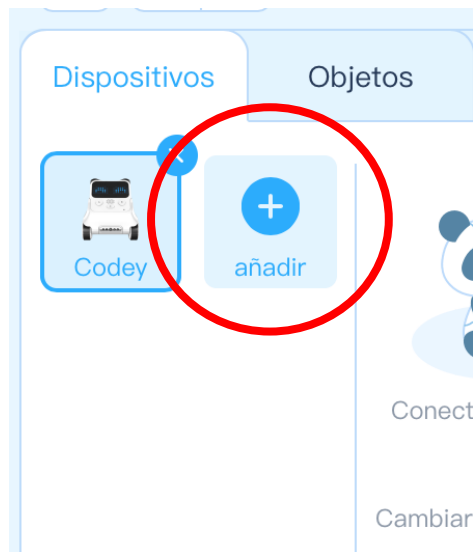 Dispositivos
Objetos
Codey
añadir
Conect
Cambiar